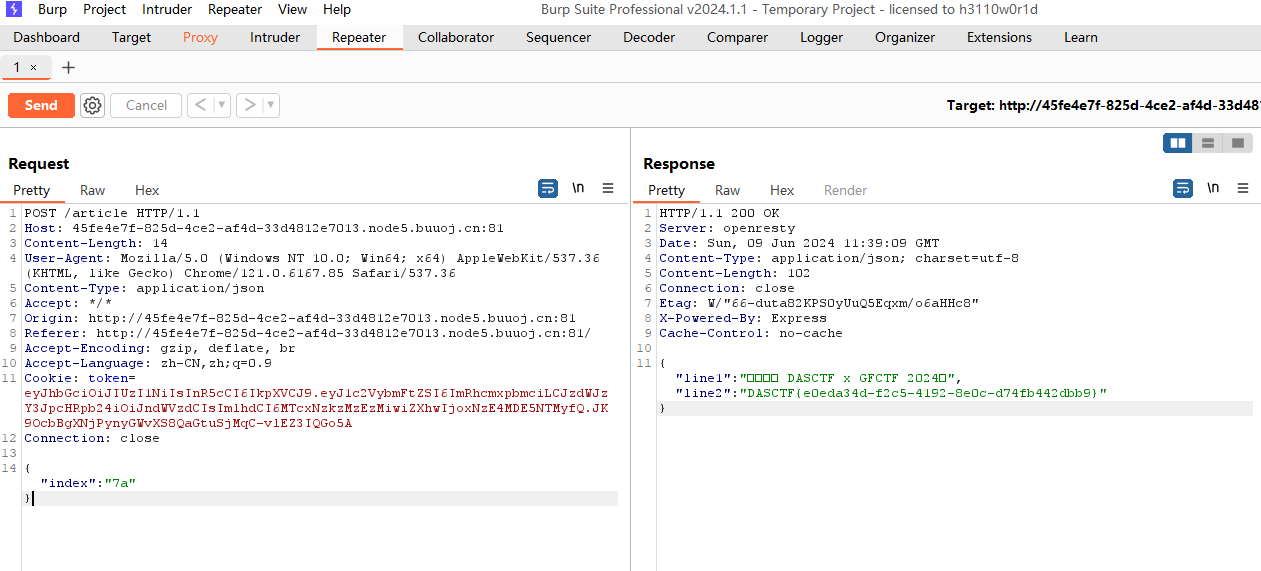 Burp Project Intruder Repeater View Help Burp Suite Professional v2024.1.1 - Temporary Project - licensed to h3110w0r1d
Dashboard Target Proxy Intruder Repeater Collaborator Sequencer Decoder Comparer Logger Organizer Extensions Learn
1 × +
Send Cancel < > Target: http://45fe4e7f-825d-4ce2-af4d-33d481
Request
Pretty Raw Hex \n
1 POST /article HTTP/1.1
2 Host: 45fe4e7f-825d-4ce2-af4d-33d4812e7013.node5.buuoj.cn:81
3 Content-Length: 14
4 User-Agent: Mozilla/5.0 (Windows NT 10.0; Win64; x64) AppleWebKit/537.36
(KHTML, like Gecko) Chrome/121.0.6167.85 Safari/537.36
5 Content-Type: application/json
6 Accept: */*
7 Origin: http://45fe4e7f-825d-4ce2-af4d-33d4812e7013.node5.buuoj.cn:81
8 Referer: http://45fe4e7f-825d-4ce2-af4d-33d4812e7013.node5.buuoj.cn:81/
9 Accept-Encoding: gzip, deflate, br
10 Accept-Language: zh-CN,zh;q=0.9
11 Cookie: token=
eyJhbGciOiJIUzI1NiIsInR5cCI6IkpXVCJ9.eyJ1c2VybmFtZSI6ImRhcmxpbmciLCJzdWJz
Y3JpcHRpb24iOiJndWVzdCIsImlhdCI6MTcxNzkzMzEzMiwiZXhwIjoxNzE4MDE5NTMyfQ.JK
9OcbBgXNjPynyGWvXS8QaGtuSjMqC-vlEZ3IQGo5A
12 Connection: close
13
14 {
"index":"7a"
}
Response
Pretty Raw Hex Render \n
1 HTTP/1.1 200 OK
2 Server: openresty
3 Date: Sun, 09 Jun 2024 11:39:09 GMT
4 Content-Type: application/json; charset=utf-8
5 Content-Length: 102
6 Connection: close
7 Etag: W/"66-duta82KPS0yUuQ5Eqxm/o6aHHc8"
8 X-Powered-By: Express
9 Cache-Control: no-cache
10
11 {
"line1":"□□□□ DASCTF x GFCTF 2024□",
"line2":"DASCTF{e0eda34d-f2c5-4192-8e0c-d74fb442dbb9}"
}